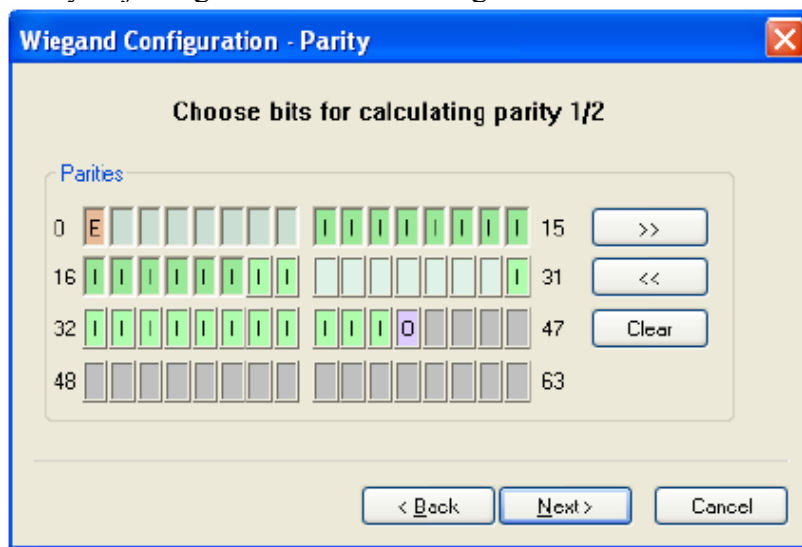 Wiegand Configuration - Parity
Choose bits for calculating parity 1/2
Parities
0 E I I I I I I I I 15 >>
16 I I I I I I I I I 31 <<
32 I I I I I I I I I I I O 47 Clear
48 63
< Back Next > Cancel